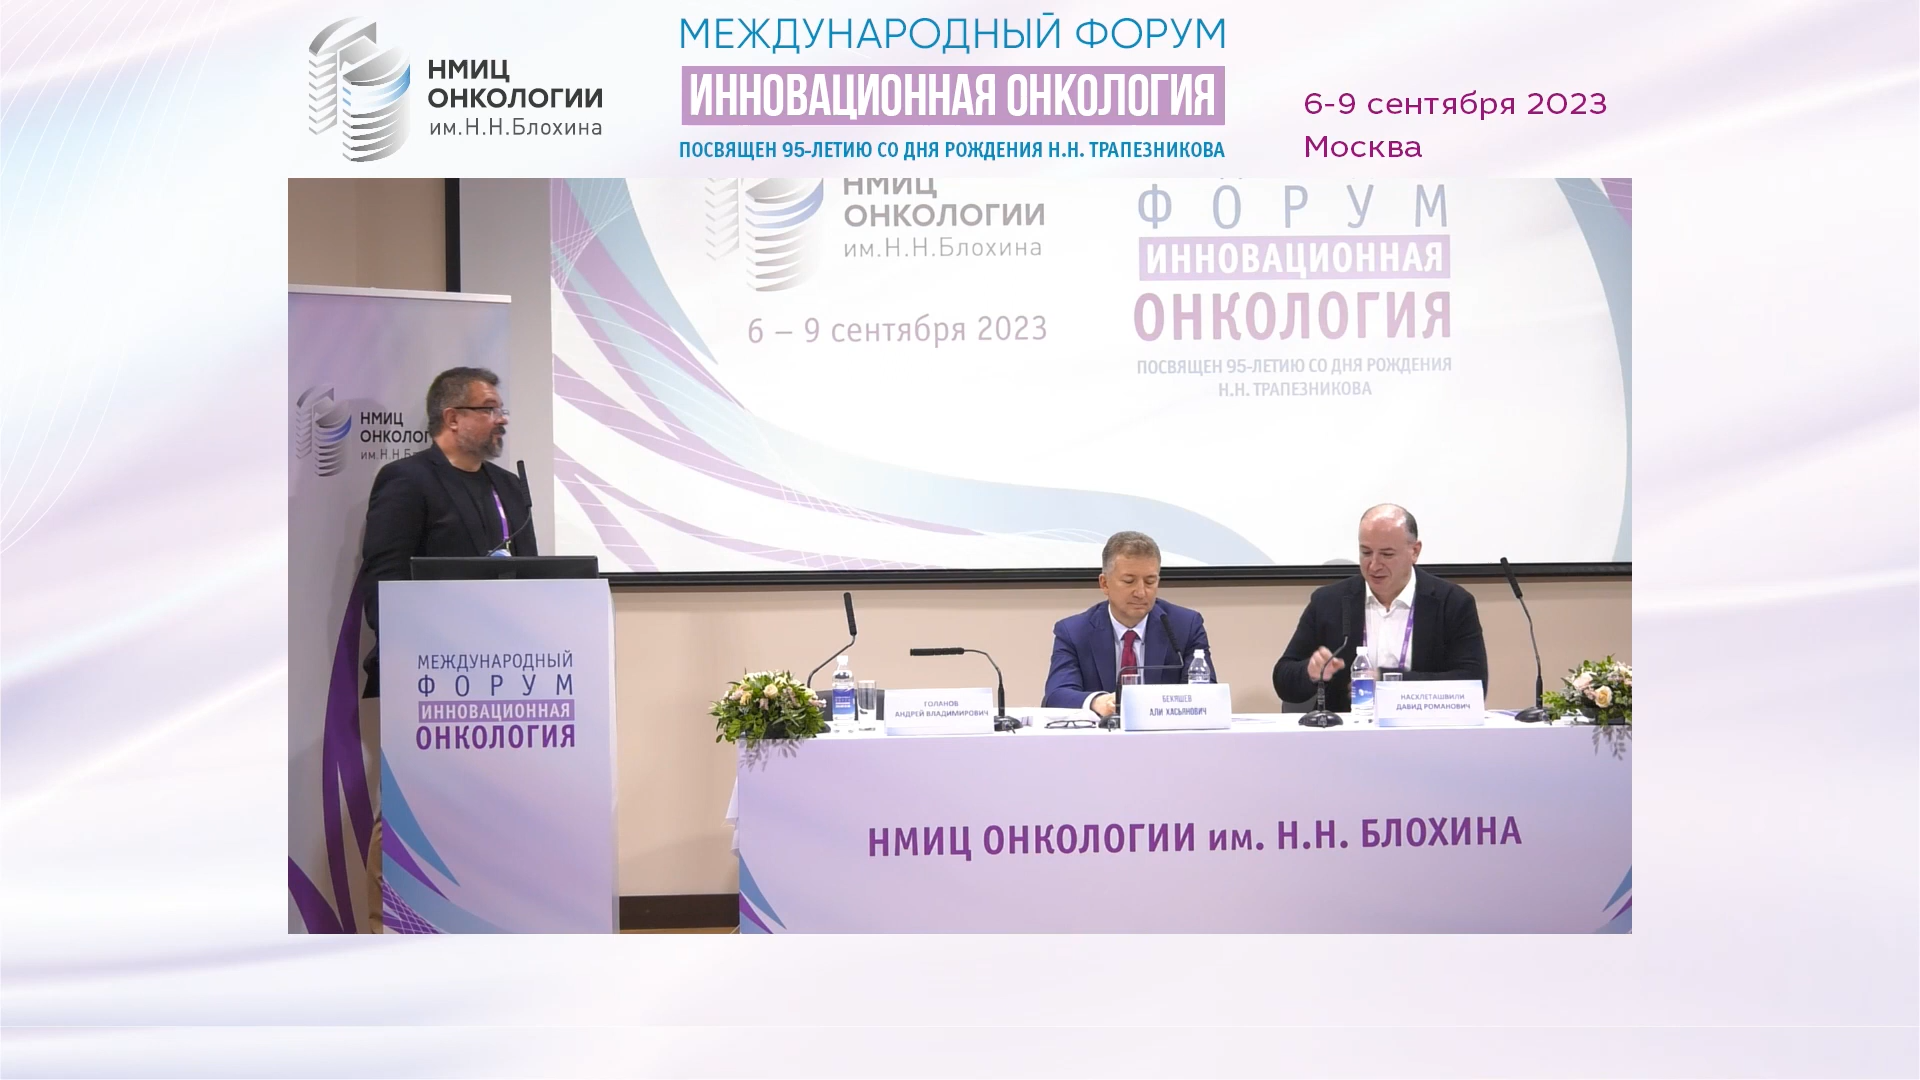 НМИЦ
ОНКОЛОГИИ
им.Н.Н.Блохина
МЕЖДУНАРОДНЫЙ ФОРУМ
ИННОВАЦИОННАЯ ОНКОЛОГИЯ
ПОСВЯЩЕН 95-ЛЕТИЮ СО ДНЯ РОЖДЕНИЯ Н.Н. ТРАПЕЗНИКОВА
6-9 сентября 2023
Москва
НМИЦ
ОНКОЛОГИИ
им.Н.Н.Блохина
6 – 9 сентября 2023
ФОРУМ
ИННОВАЦИОННАЯ
ОНКОЛОГИЯ
ПОСВЯЩЕН 95-ЛЕТИЮ СО ДНЯ РОЖДЕНИЯ
Н.Н. ТРАПЕЗНИКОВА
НМИЦ
ОНКОЛОГ
им.Н.Н.Б
МЕЖДУНАРОДНЫЙ
ФОРУМ
ИННОВАЦИОННАЯ
ОНКОЛОГИЯ
ГОЛАНОВ
АНДРЕЙ ВЛАДИМИРОВИЧ
БЕКЯШЕВ
АЛИ ХАСЬЯНОВИЧ
НАСХЛЕТАШВИЛИ
ДАВИД РОМАНОВИЧ
НМИЦ ОНКОЛОГИИ им. Н.Н. БЛОХИНА